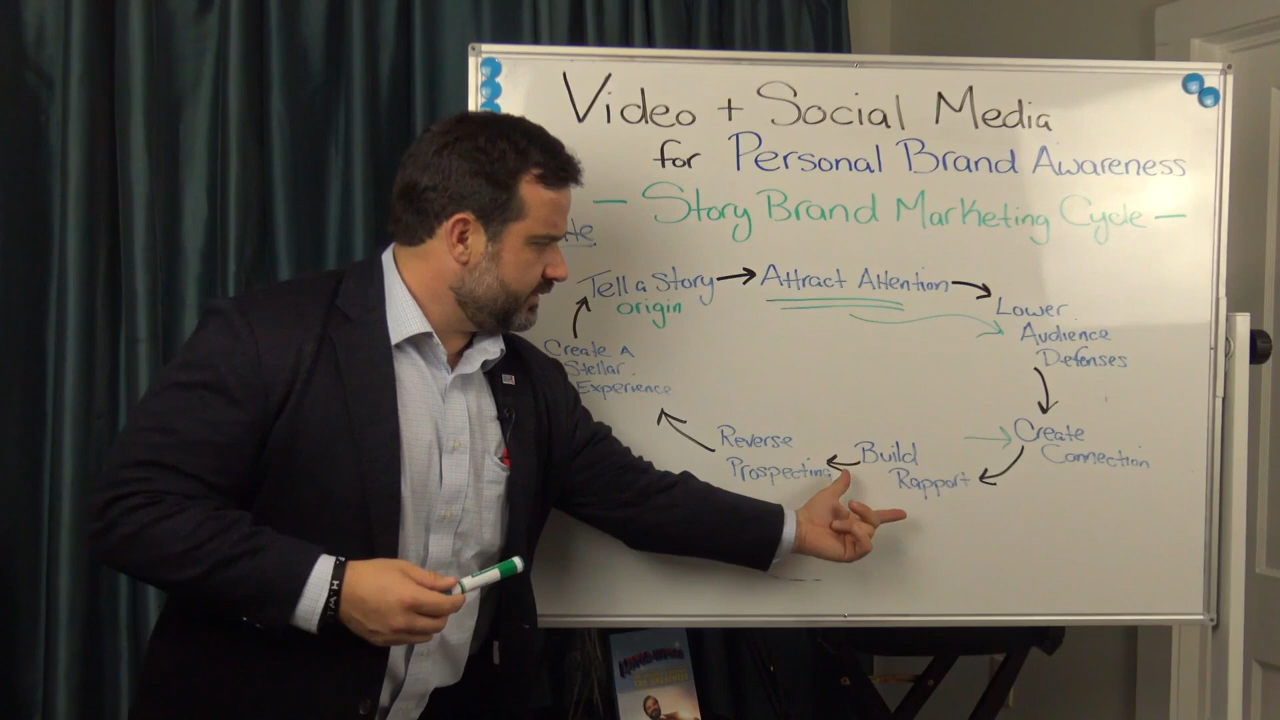 Video + Social Media
for Personal Brand Awareness
— Story Brand Marketing Cycle —
Tell a Story → Attract Attention →
origin
Lower
Audience
Defenses
Create
Connection
Build
Rapport
Reverse
Prospecting
Create A
Stellar
Experience